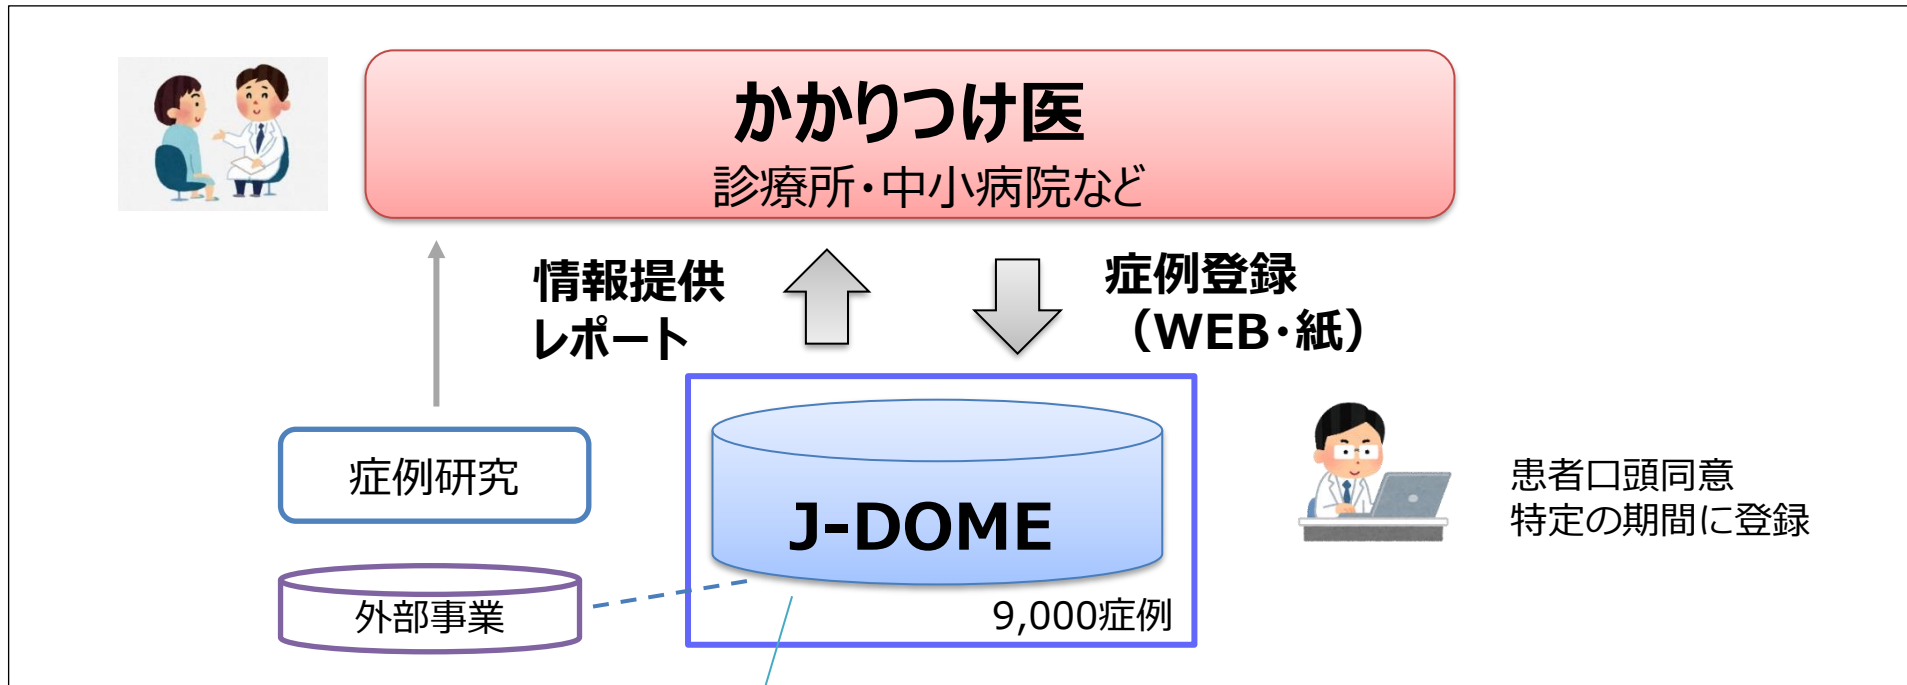 かかりつけ医
診療所・中小病院など
情報提供
レポート
症例登録
（WEB・紙）
症例研究
J-DOME
患者口頭同意
特定の期間に登録
外部事業
9,000症例